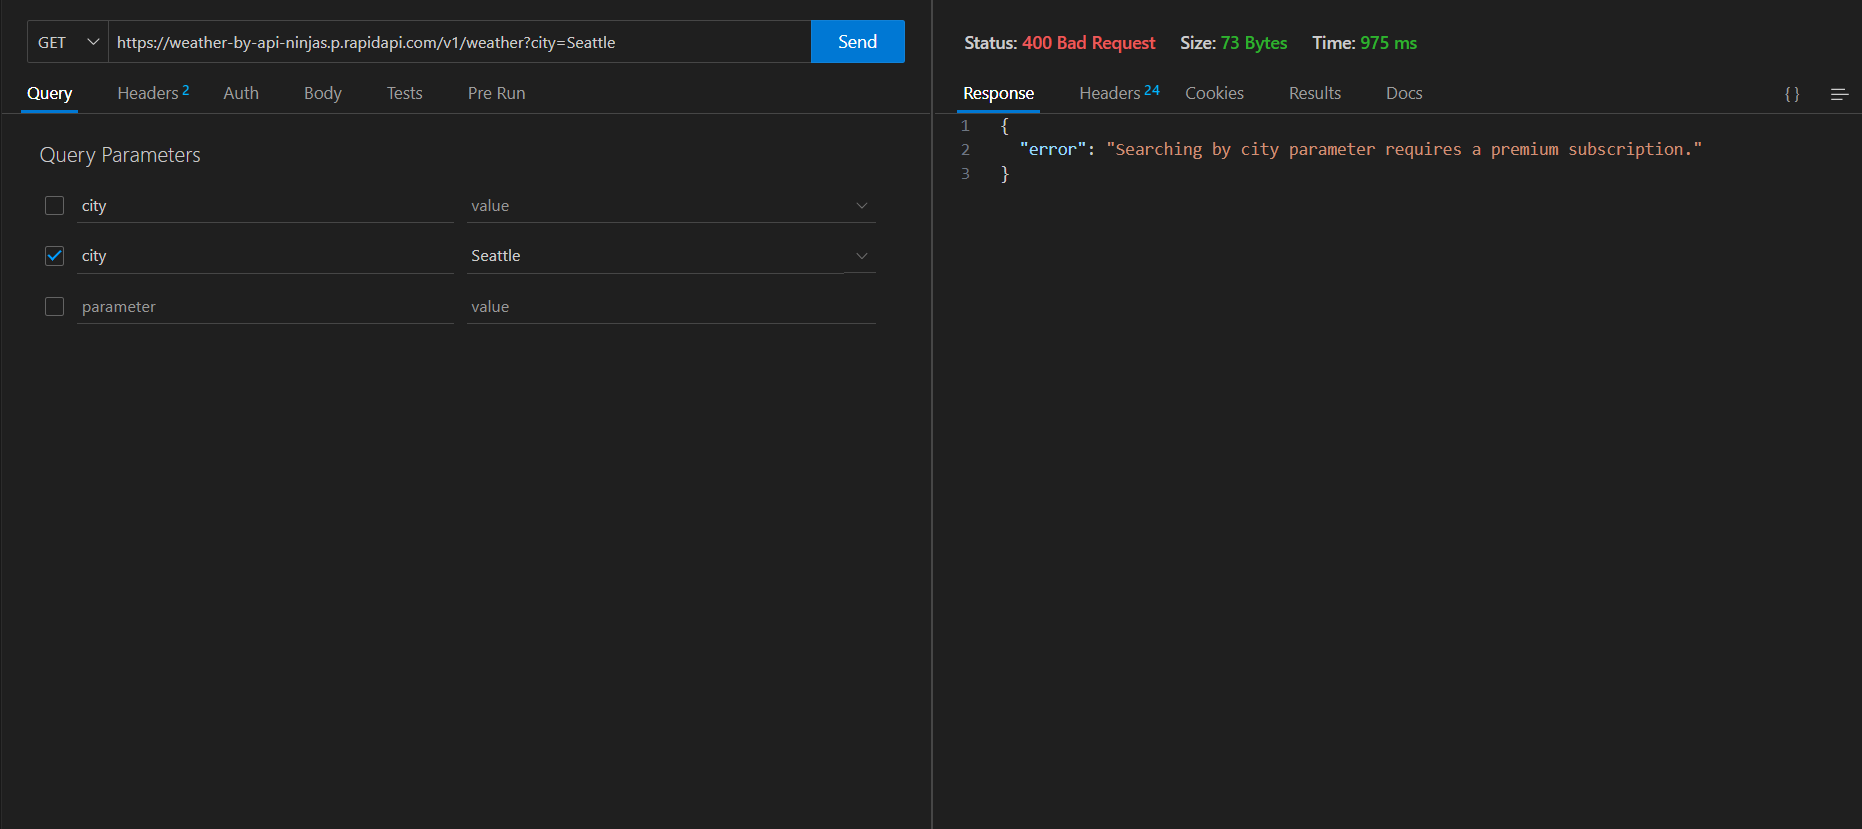 GET https://weather-by-api-ninjas.p.rapidapi.com/v1/weather?city=Seattle Send
Query Headers 2 Auth Body Tests Pre Run
Query Parameters
city value
city Seattle
parameter value
Status: 400 Bad Request Size: 73 Bytes Time: 975 ms
Response Headers 24 Cookies Results Docs { }
1 {
2 "error": "Searching by city parameter requires a premium subscription."
3 }